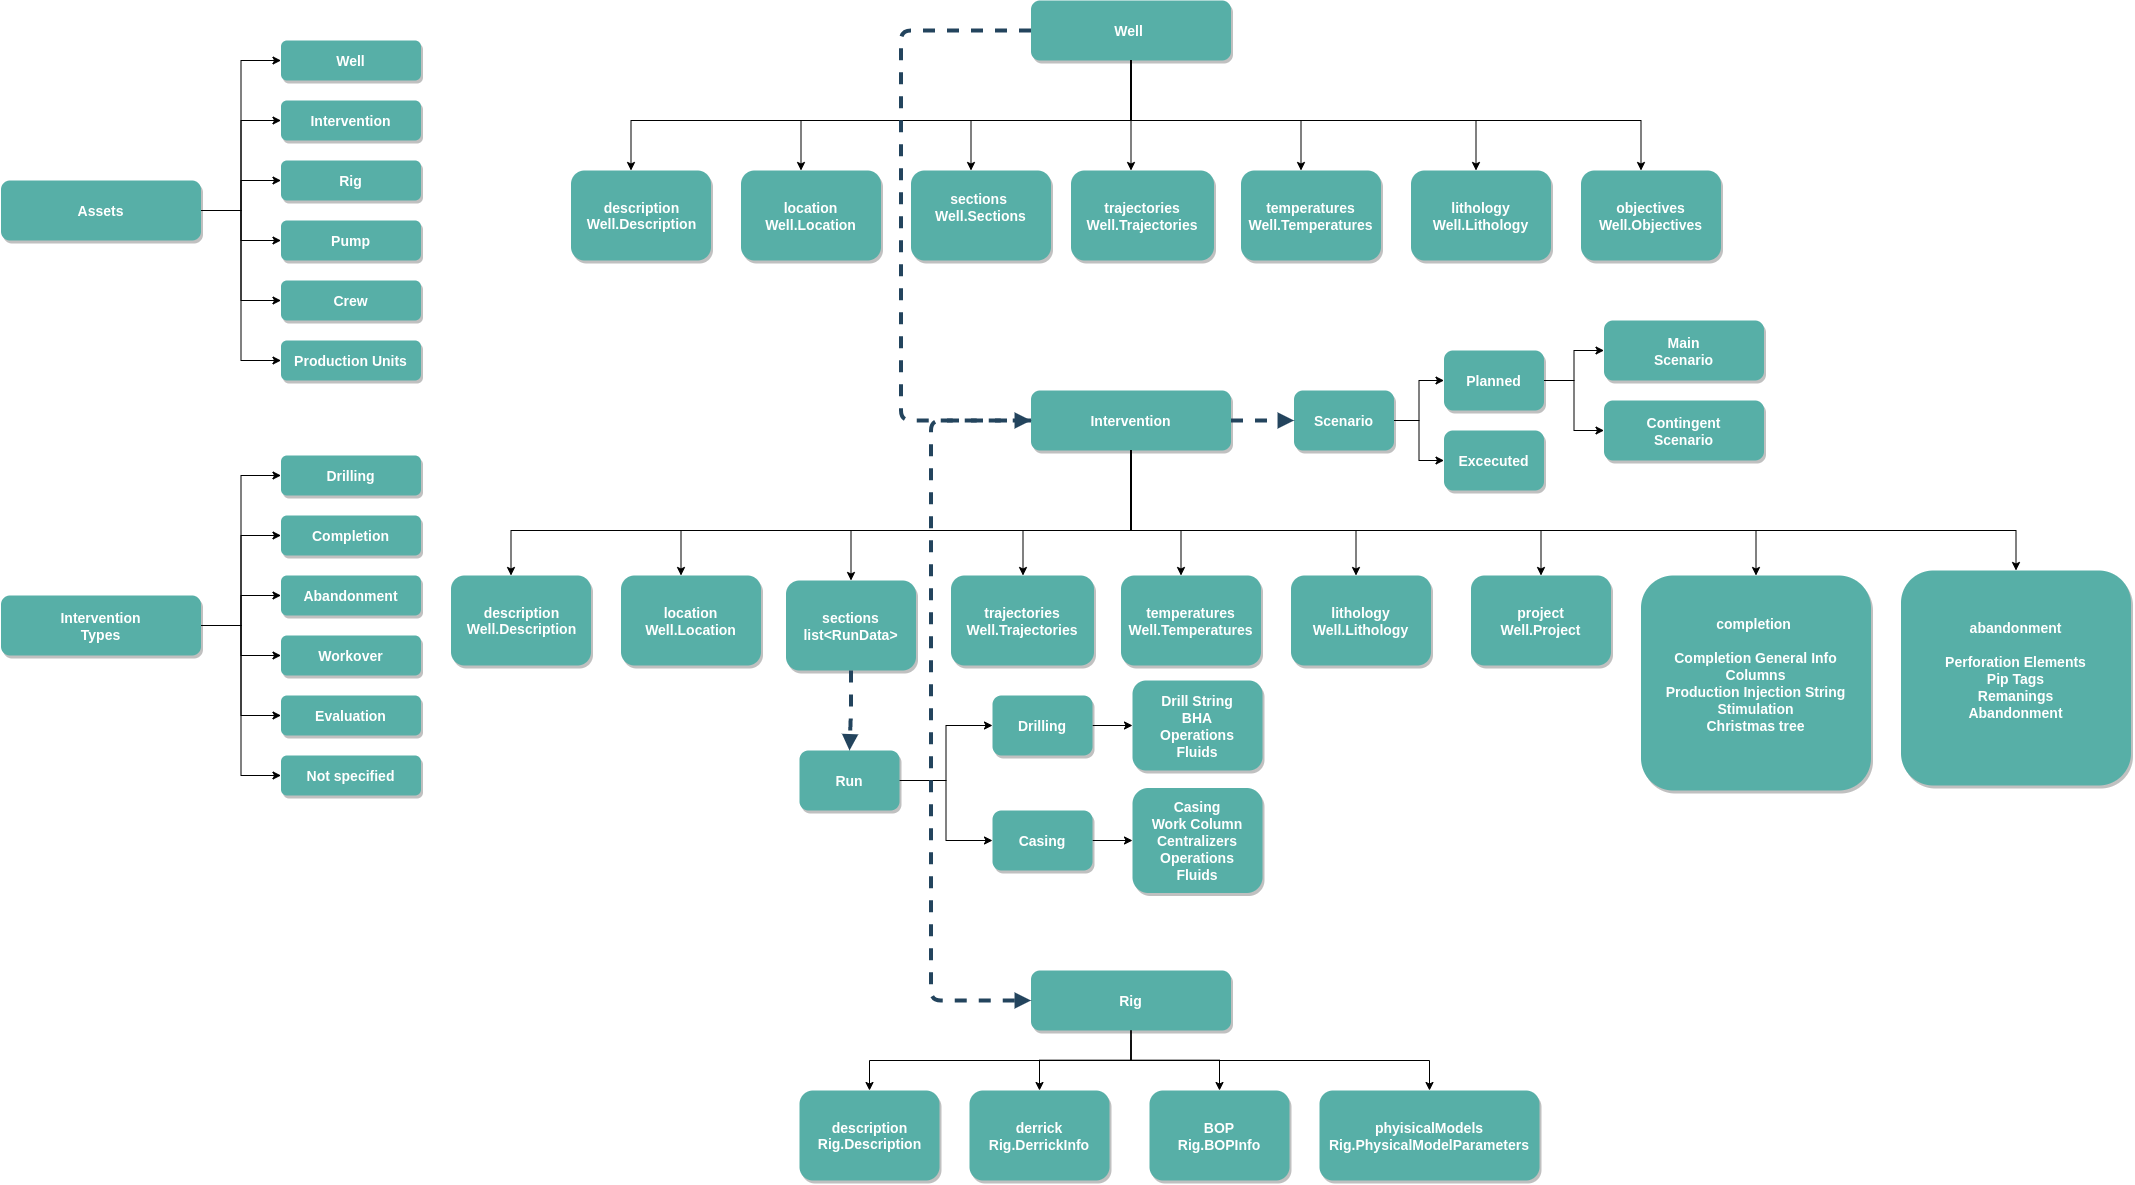 Assets
Well
Intervention
Rig
Pump
Crew
Production Units
Intervention
Types
Drilling
Completion
Abandonment
Workover
Evaluation
Not specified
Well
description
Well.Description
location
Well.Location
sections
Well.Sections
trajectories
Well.Trajectories
temperatures
Well.Temperatures
lithology
Well.Lithology
objectives
Well.Objectives
Intervention
Scenario
Planned
Excecuted
Main
Scenario
Contingent
Scenario
description
Well.Description
location
Well.Location
sections
list<RunData>
trajectories
Well.Trajectories
temperatures
Well.Temperatures
lithology
Well.Lithology
project
Well.Project
completion
Completion General Info
Columns
Production Injection String
Stimulation
Christmas tree
abandonment
Perforation Elements
Pip Tags
Remanings
Abandonment
Run
Drilling
Drill String
BHA
Operations
Fluids
Casing
Casing
Work Column
Centralizers
Operations
Fluids
Rig
description
Rig.Description
derrick
Rig.DerrickInfo
BOP
Rig.BOPInfo
phyisicalModels
Rig.PhysicalModelParameters